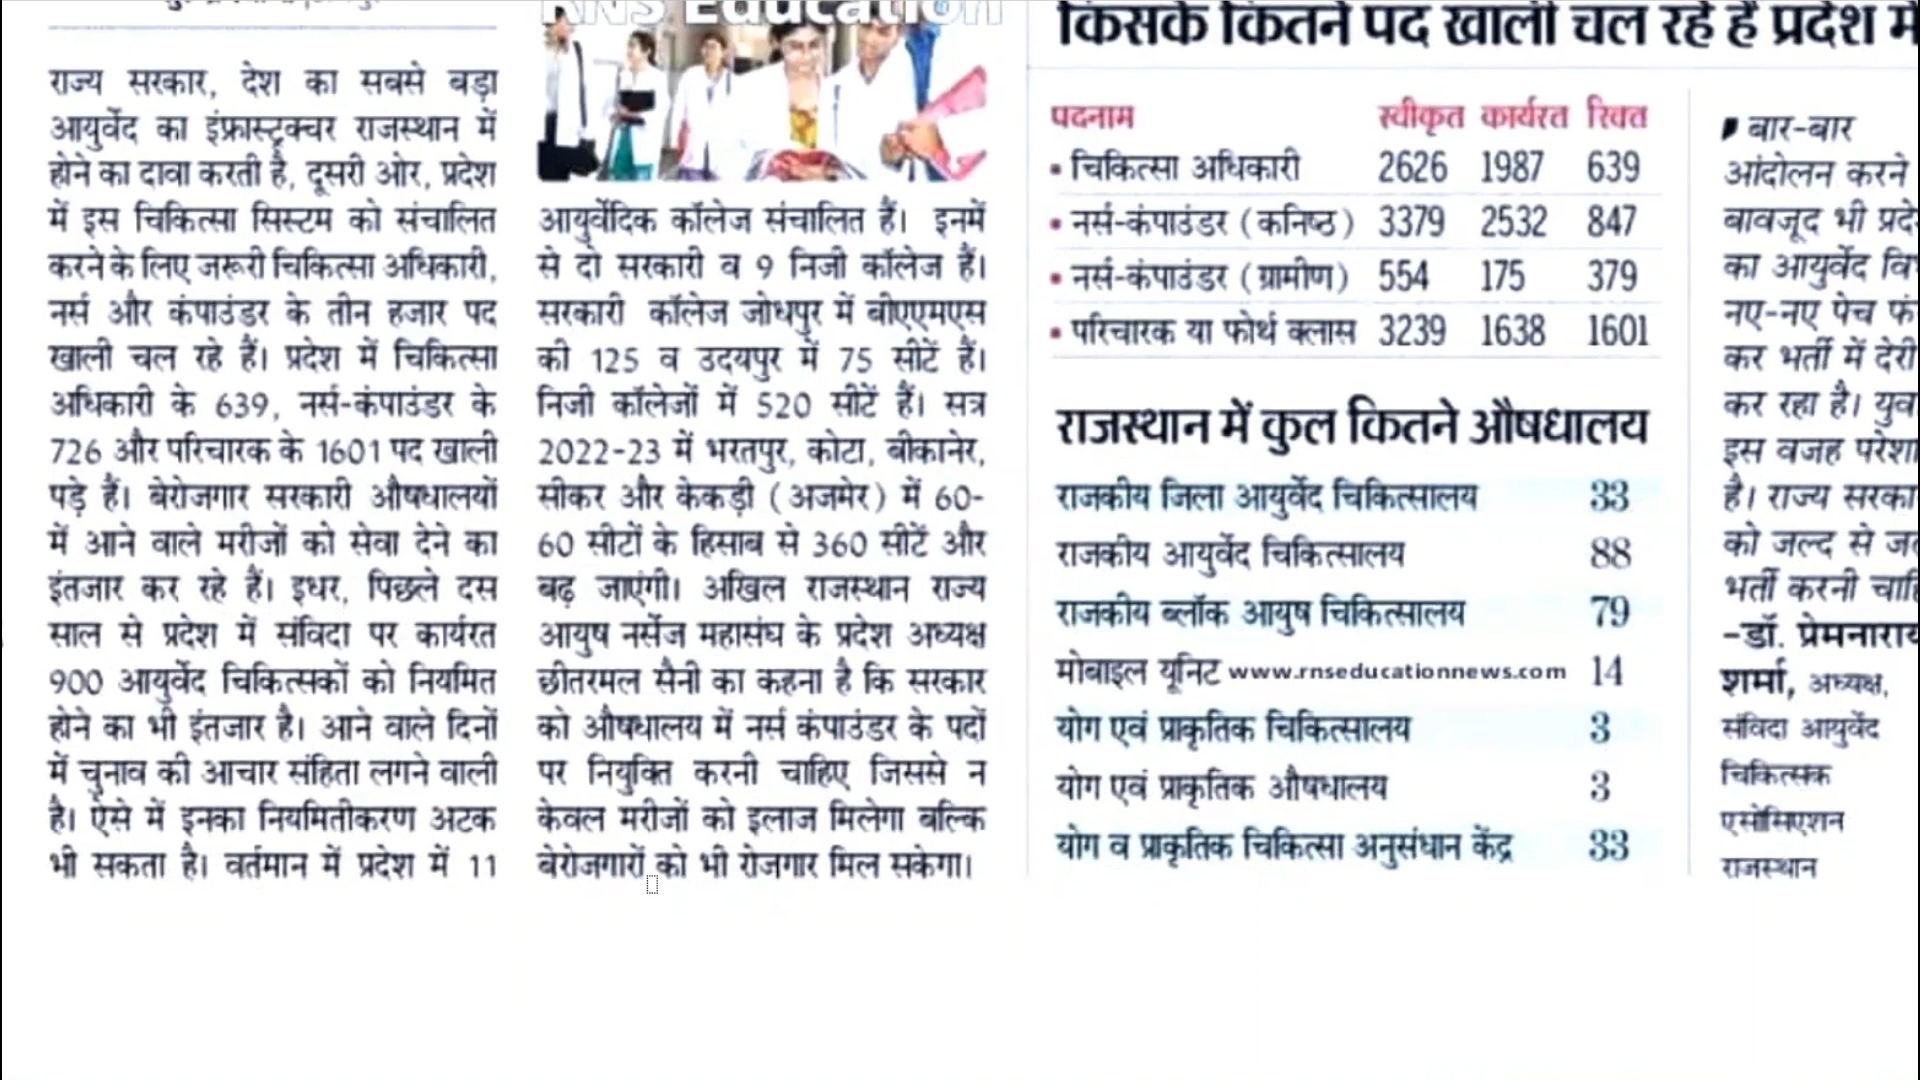 राज्य सरकार, देश का सबसे बड़ा
आयुर्वेद का इंफ्रास्ट्रक्चर राजस्थान में
होने का दावा करती है, दूसरी ओर, प्रदेश
में इस चिकित्सा सिस्टम को संचालित
करने के लिए जरूरी चिकित्सा अधिकारी,
नर्स और कंपाउंडर के तीन हजार पद
खाली चल रहे हैं। प्रदेश में चिकित्सा
अधिकारी के 639, नर्स-कंपाउंडर के
726 और परिचारक के 1601 पद खाली
पड़े हैं। बेरोजगार सरकारी औषधालयों
में आने वाले मरीजों को सेवा देने का
इंतजार कर रहे हैं। इधर, पिछले दस
साल से प्रदेश में संविदा पर कार्यरत
900 आयुर्वेद चिकित्सकों को नियमित
होने का भी इंतजार है। आने वाले दिनों
में चुनाव की आचार संहिता लगने वाली
है। ऐसे में इनका नियमितीकरण अटक
भी सकता है। वर्तमान में प्रदेश में 11
RNS Education
आयुर्वेदिक कॉलेज संचालित हैं। इनमें
से दो सरकारी व 9 निजी कॉलेज हैं।
सरकारी कॉलेज जोधपुर में बीएएमएस
की 125 व उदयपुर में 75 सीटें हैं।
निजी कॉलेजों में 520 सीटें हैं। सत्र
2022-23 में भरतपुर, कोटा, बीकानेर,
सीकर और केकड़ी (अजमेर) में 60-
60 सीटों के हिसाब से 360 सीटें और
बढ़ जाएंगी। अखिल राजस्थान राज्य
आयुष नर्सेज महासंघ के प्रदेश अध्यक्ष
छीतरमल सैनी का कहना है कि सरकार
को औषधालय में नर्स कंपाउंडर के पदों
पर नियुक्ति करनी चाहिए जिससे न
केवल मरीजों को इलाज मिलेगा बल्कि
बेरोजगारों को भी रोजगार मिल सकेगा।
किसके कितने पद खाली चल रहे हैं प्रदेश में
पदनाम स्वीकृत कार्यरत रिक्त
• चिकित्सा अधिकारी 2626 1987 639
• नर्स-कंपाउंडर (कनिष्ठ) 3379 2532 847
• नर्स-कंपाउंडर (ग्रामीण) 554 175 379
• परिचारक या फोर्थ क्लास 3239 1638 1601
राजस्थान में कुल कितने औषधालय
राजकीय जिला आयुर्वेद चिकित्सालय 33
राजकीय आयुर्वेद चिकित्सालय 88
राजकीय ब्लॉक आयुष चिकित्सालय 79
मोबाइल यूनिट www.rnseducationnews.com 14
योग एवं प्राकृतिक चिकित्सालय 3
योग एवं प्राकृतिक औषधालय 3
योग व प्राकृतिक चिकित्सा अनुसंधान केंद्र 33
बार-बार
आंदोलन करने
बावजूद भी
का आयुर्वेद
नए-नए पेच
कर भर्ती में देरी
कर रहा है।
इस वजह
है। राज्य
को जल्द से
भर्ती करनी
-डॉ.
शर्मा, अध्यक्ष,
संविदा आयुर्वेद
चिकित्सक
एसोसिएशन
राजस्थान